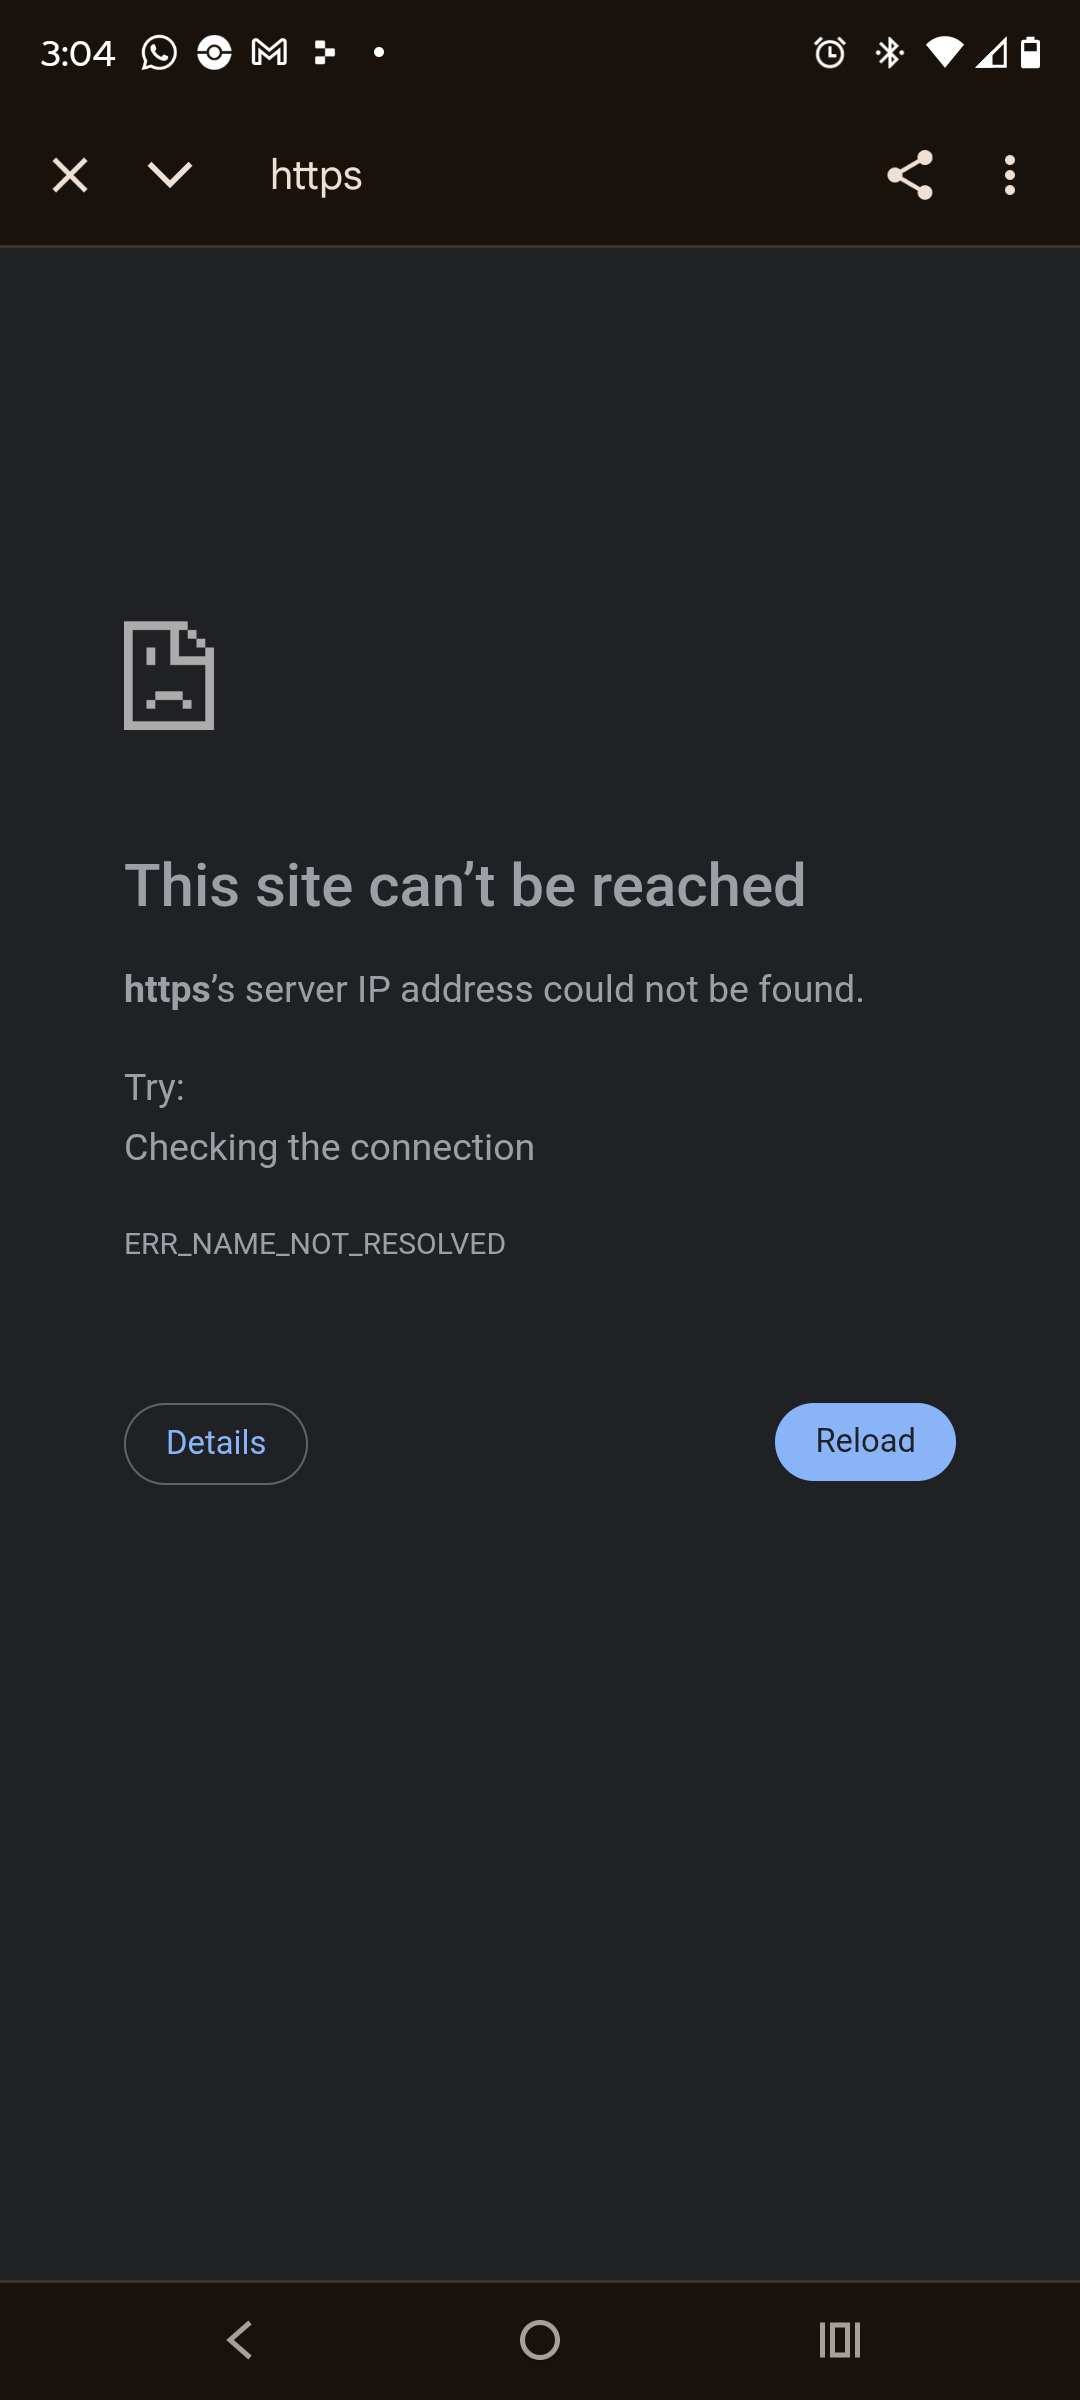 3:04
https
This site can’t be reached
https’s server IP address could not be found.
Try:
Checking the connection
ERR_NAME_NOT_RESOLVED
Details
Reload